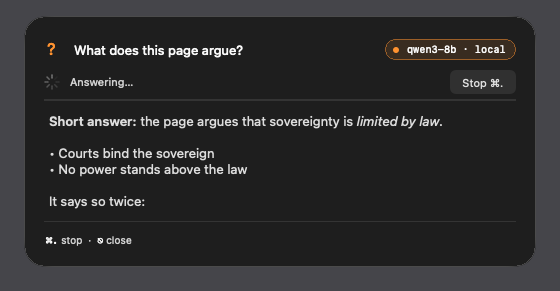 ? What does this page argue? qwen3-8b · local
Answering... Stop ⌘.
Short answer: the page argues that sovereignty is limited by law.
• Courts bind the sovereign
• No power stands above the law
It says so twice:
⌘. stop · ⎋ close